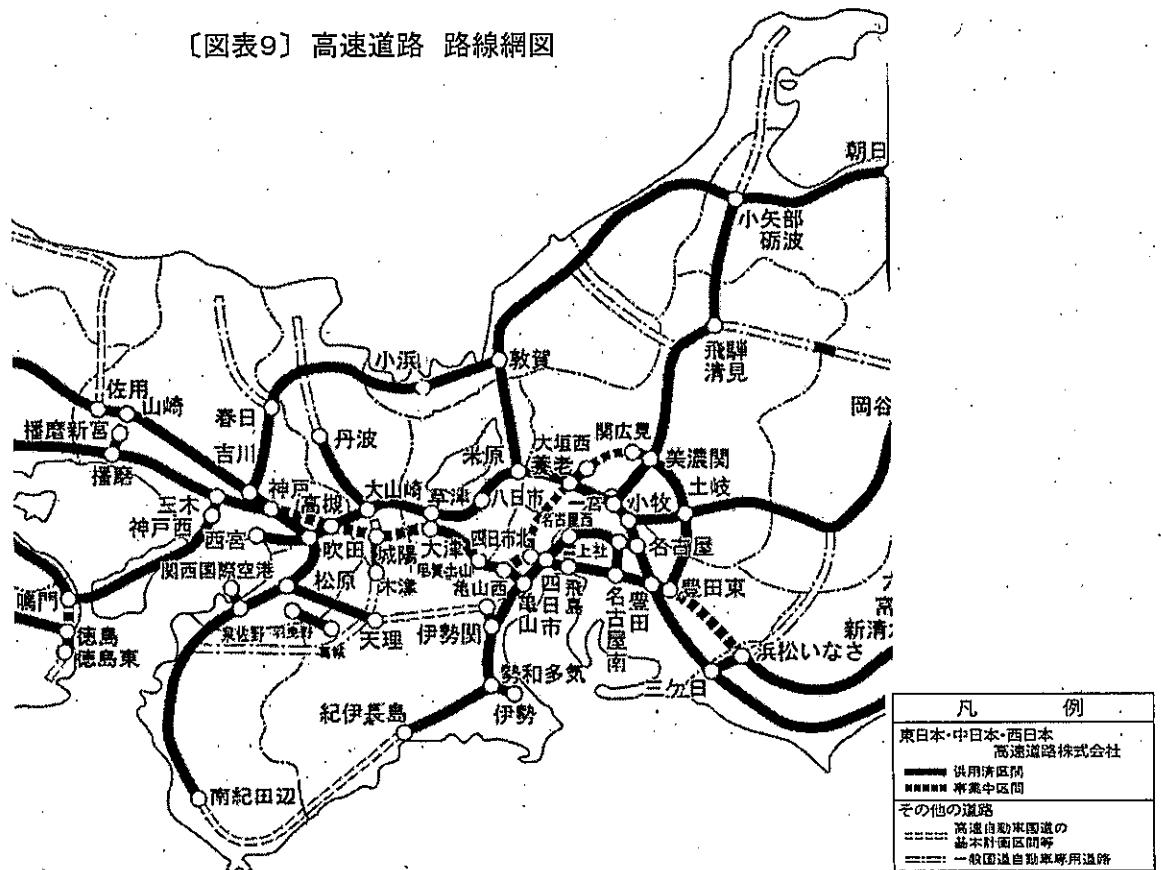 〔図表9〕 高速道路 路線網図
朝日
小矢部
砺波
飛騨
清見
岡谷
小浜
敦賀
佐用
山崎
春日
播磨新宮
吉川
丹波
播磨
米原
大垣西
養老
関広見
美濃関
土岐
三木
神戸西
神戸
高槻
大山崎
草津
八日市
一宮
小牧
名古屋西
西宮
吹田
城陽
大津
四日市北
上社
名古屋
関西国際空港
松原
木津
甲賀土山
亀山西
亀山
四日市
飛島
名古屋南
豊田
豊田東
鳴門
徳島
徳島東
泉佐野
羽曳野
天理
伊勢関
浜松いなさ
勢和多気
三ケ日
紀伊長島
伊勢
南紀田辺
凡 例
東日本・中日本・西日本
高速道路株式会社
供用済区間
事業中区間
その他の道路
高速自動車国道の
基本計画区間等
一般国道自動車専用道路